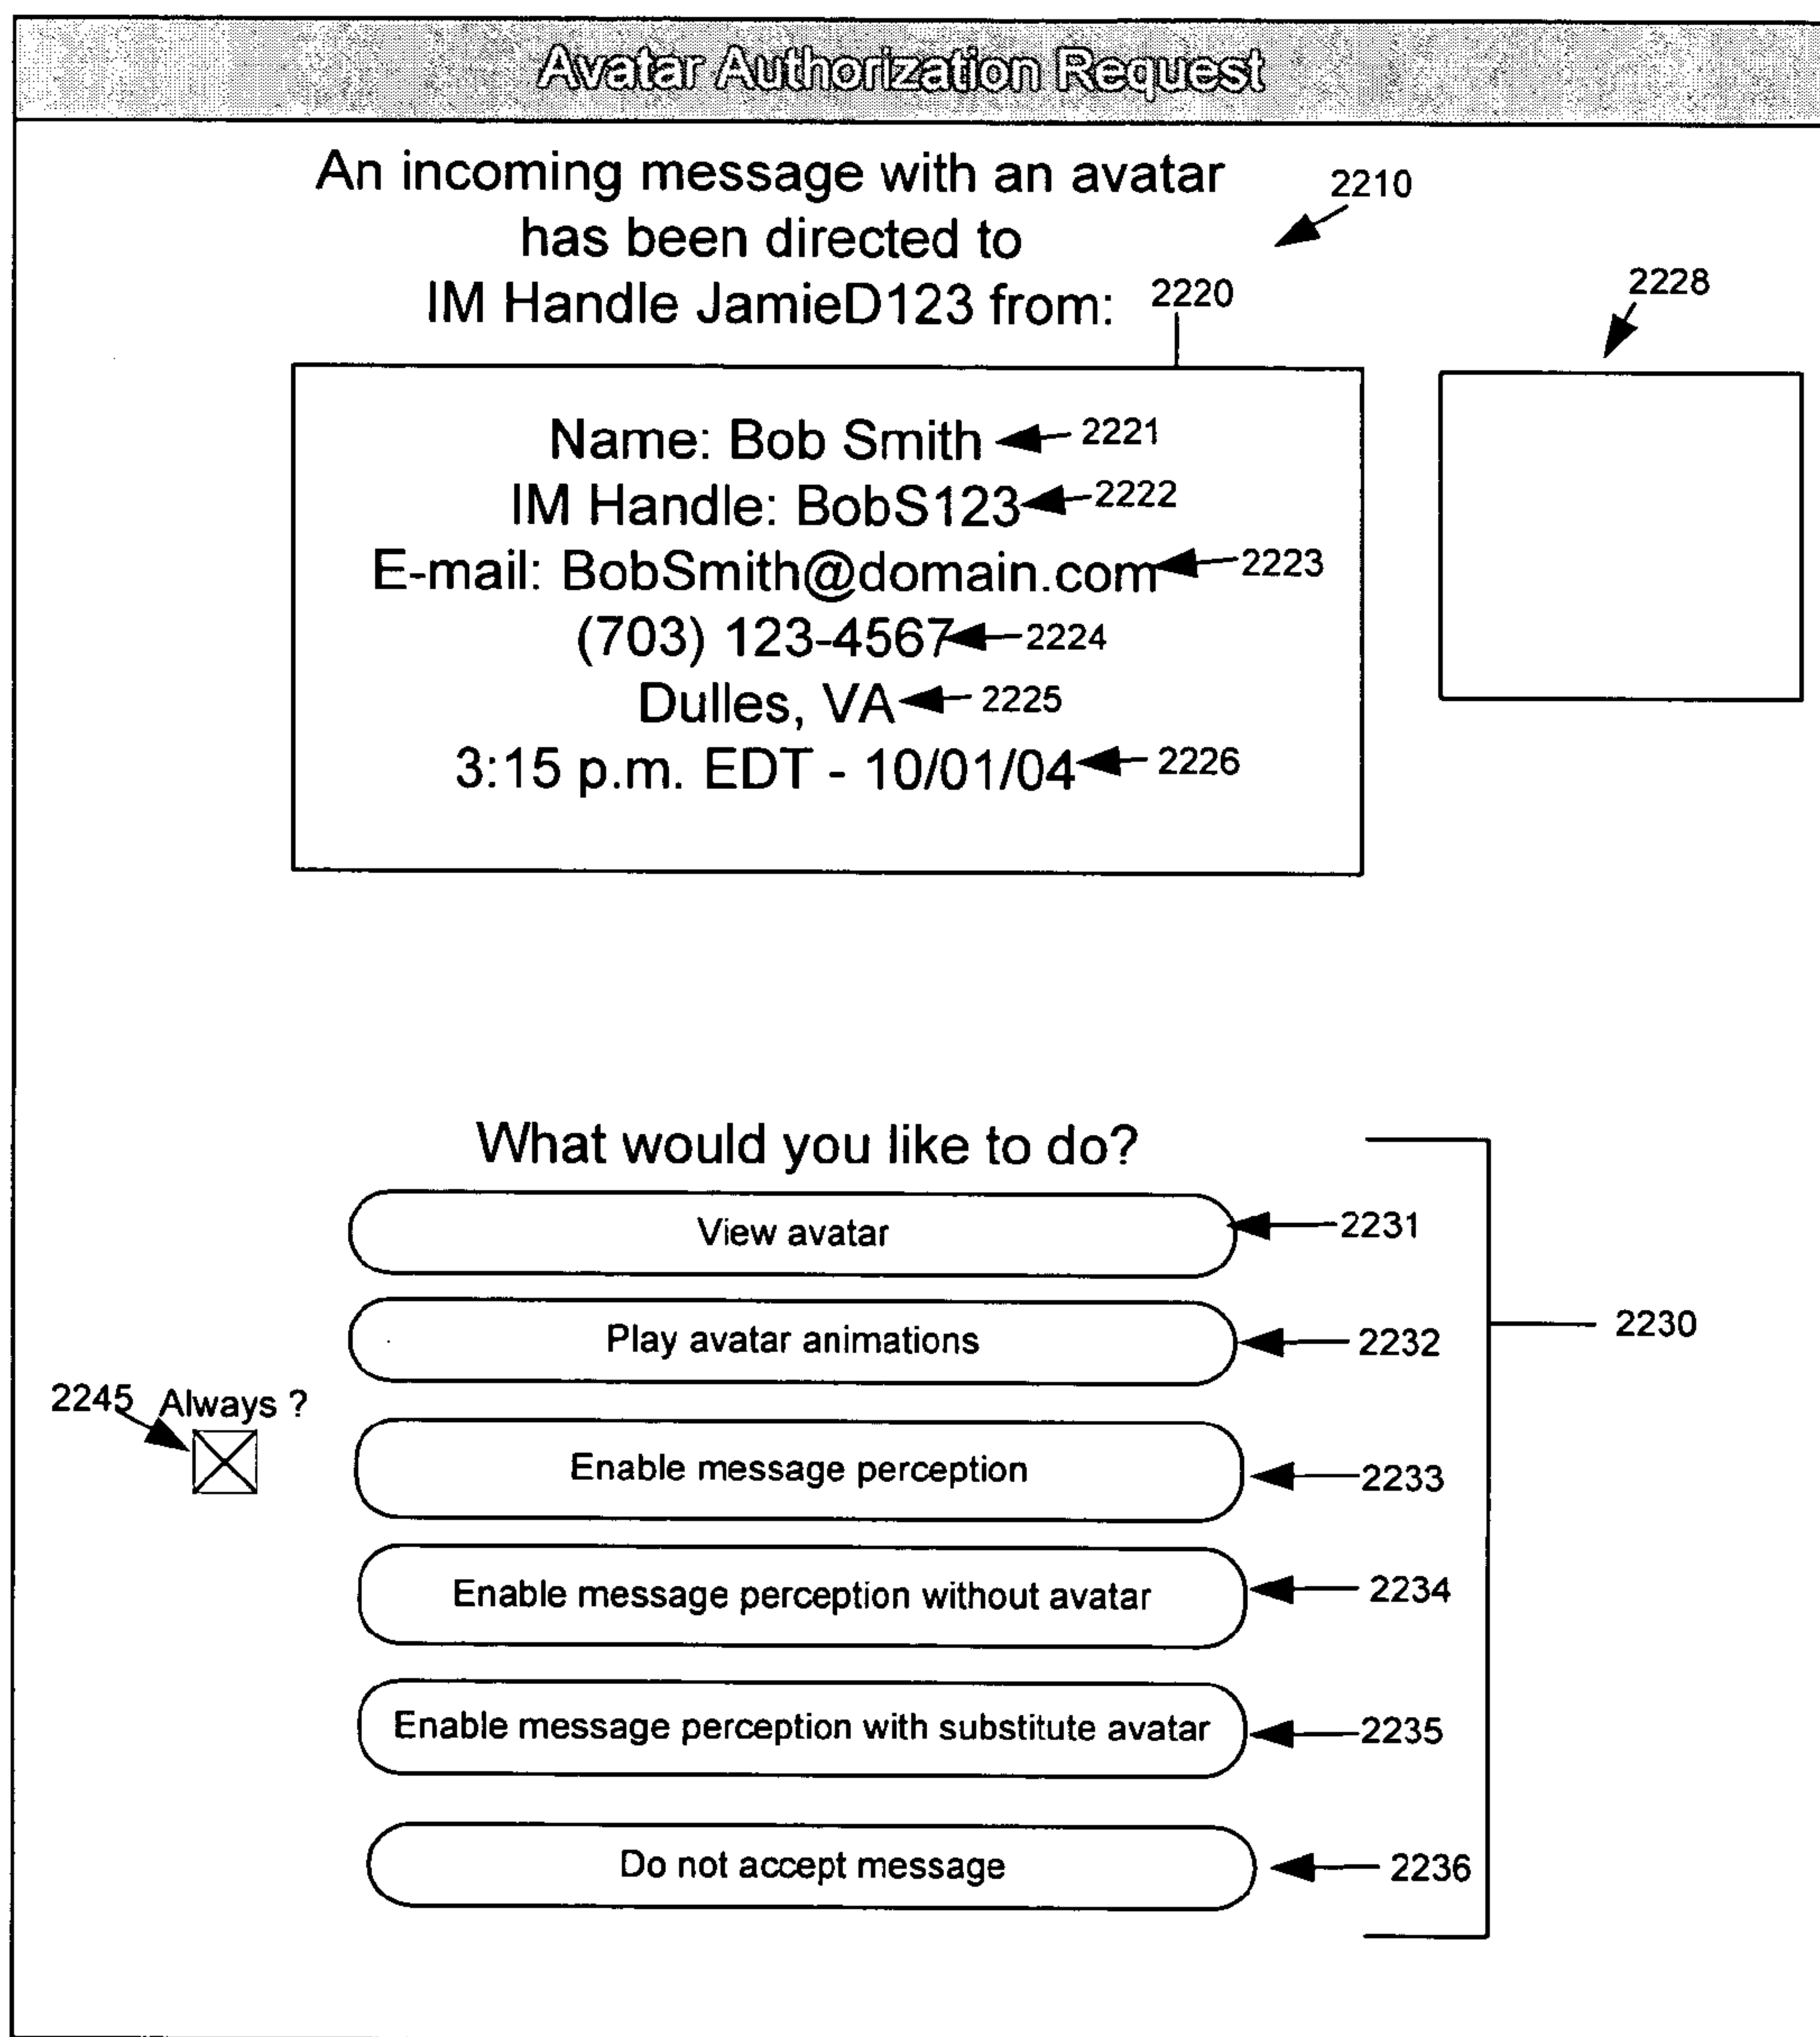 Avatar Authorization Request
An incoming message with an avatar
has been directed to
IM Handle JamieD123 from:
2210
2220
2228
Name: Bob Smith 2221
IM Handle: BobS123 2222
E-mail: BobSmith@domain.com 2223
(703) 123-4567 2224
Dulles, VA 2225
3:15 p.m. EDT - 10/01/04 2226
What would you like to do?
View avatar 2231
Play avatar animations 2232
2230
2245 Always ?
Enable message perception 2233
Enable message perception without avatar 2234
Enable message perception with substitute avatar 2235
Do not accept message 2236